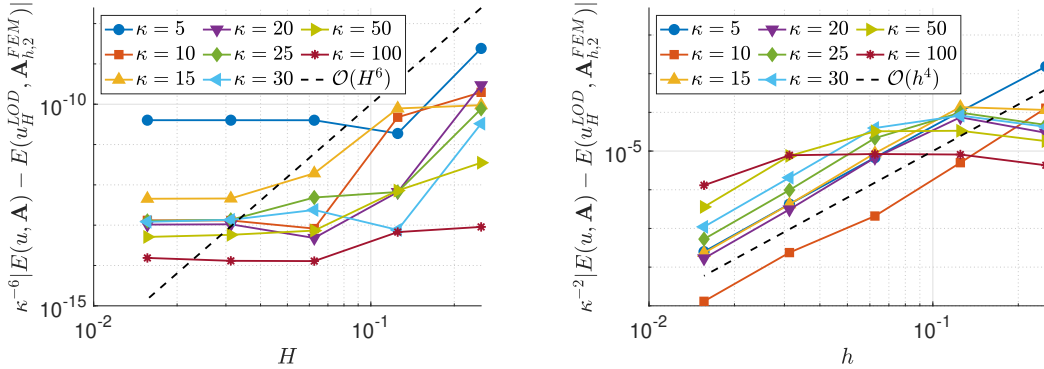 κ = 5 κ = 20 κ = 50
κ = 10 κ = 25 κ = 100
κ = 15 κ = 30 O(H⁶)
κ⁻⁶|E(u, A) − E(u_H^{LOD}, A_{h,2}^{FEM})|
10⁻¹⁰
10⁻¹⁵
10⁻² 10⁻¹
H
κ = 5 κ = 20 κ = 50
κ = 10 κ = 25 κ = 100
κ = 15 κ = 30 O(h⁴)
κ⁻²|E(u, A) − E(u_H^{LOD}, A_{h,2}^{FEM})|
10⁻⁵
10⁻² 10⁻¹
h